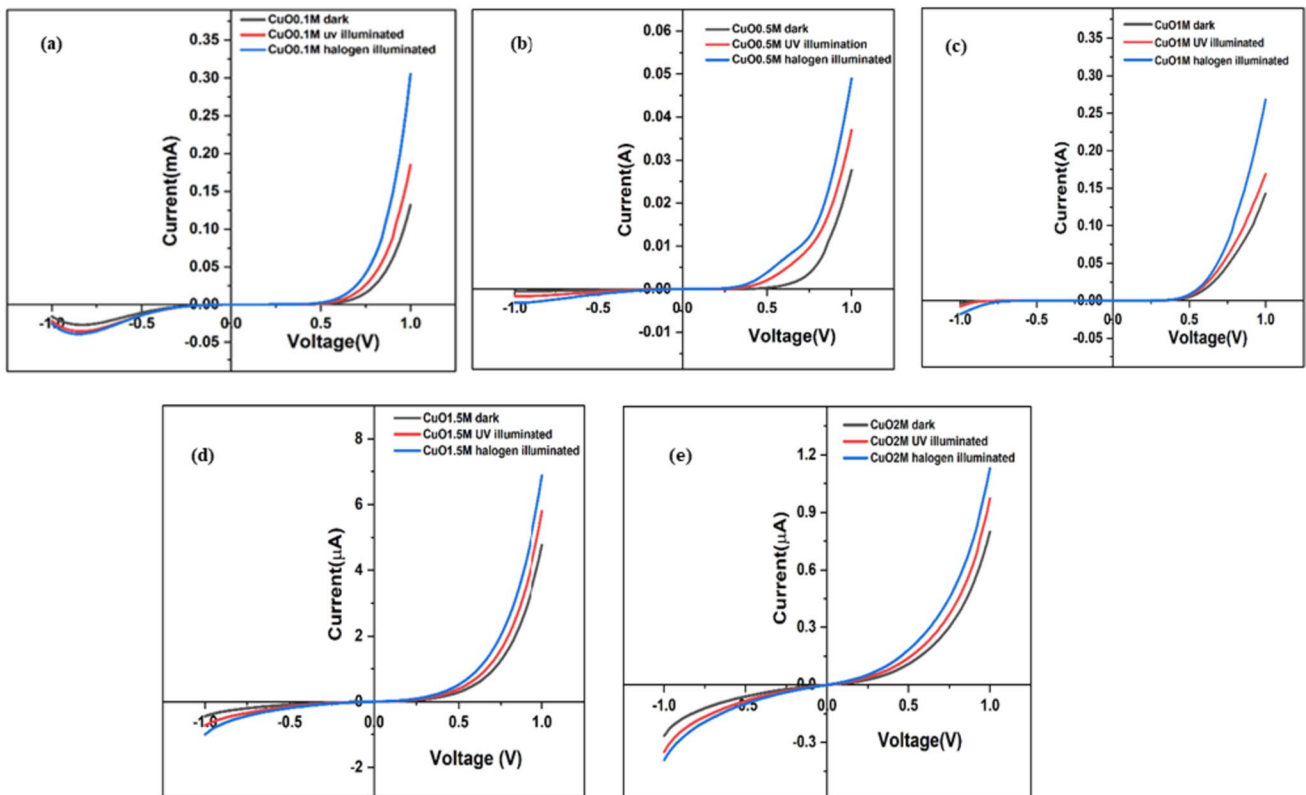 (a)
CuO0.1M dark
CuO0.1M uv illuminated
CuO0.1M halogen illuminated
0.35
0.30
0.25
0.20
0.15
0.10
0.05
0.00
-0.05
-1.0
-0.5
0.0
0.5
1.0
Current(mA)
Voltage(V)
(b)
CuO0.5M dark
CuO0.5M UV illumination
CuO0.5M halogen illuminated
0.06
0.05
0.04
0.03
0.02
0.01
0.00
-0.01
-1.0
-0.5
0.0
0.5
1.0
Current(A)
Voltage(V)
(c)
CuO1M dark
CuO1M UV illuminated
CuO1M halogen illuminated
0.35
0.30
0.25
0.20
0.15
0.10
0.05
0.00
-0.05
-1.0
-0.5
0.0
0.5
1.0
Current(A)
Voltage(V)
(d)
CuO1.5M dark
CuO1.5M UV illuminated
CuO1.5M halogen illuminated
8
6
4
2
0
-2
-1.0
-0.5
0.0
0.5
1.0
Current(μA)
Voltage (V)
(e)
CuO2M dark
CuO2M UV illuminated
CuO2M halogen illuminated
1.2
0.9
0.6
0.3
0.0
-0.3
-1.0
-0.5
0.0
0.5
1.0
Current(μA)
Voltage(V)